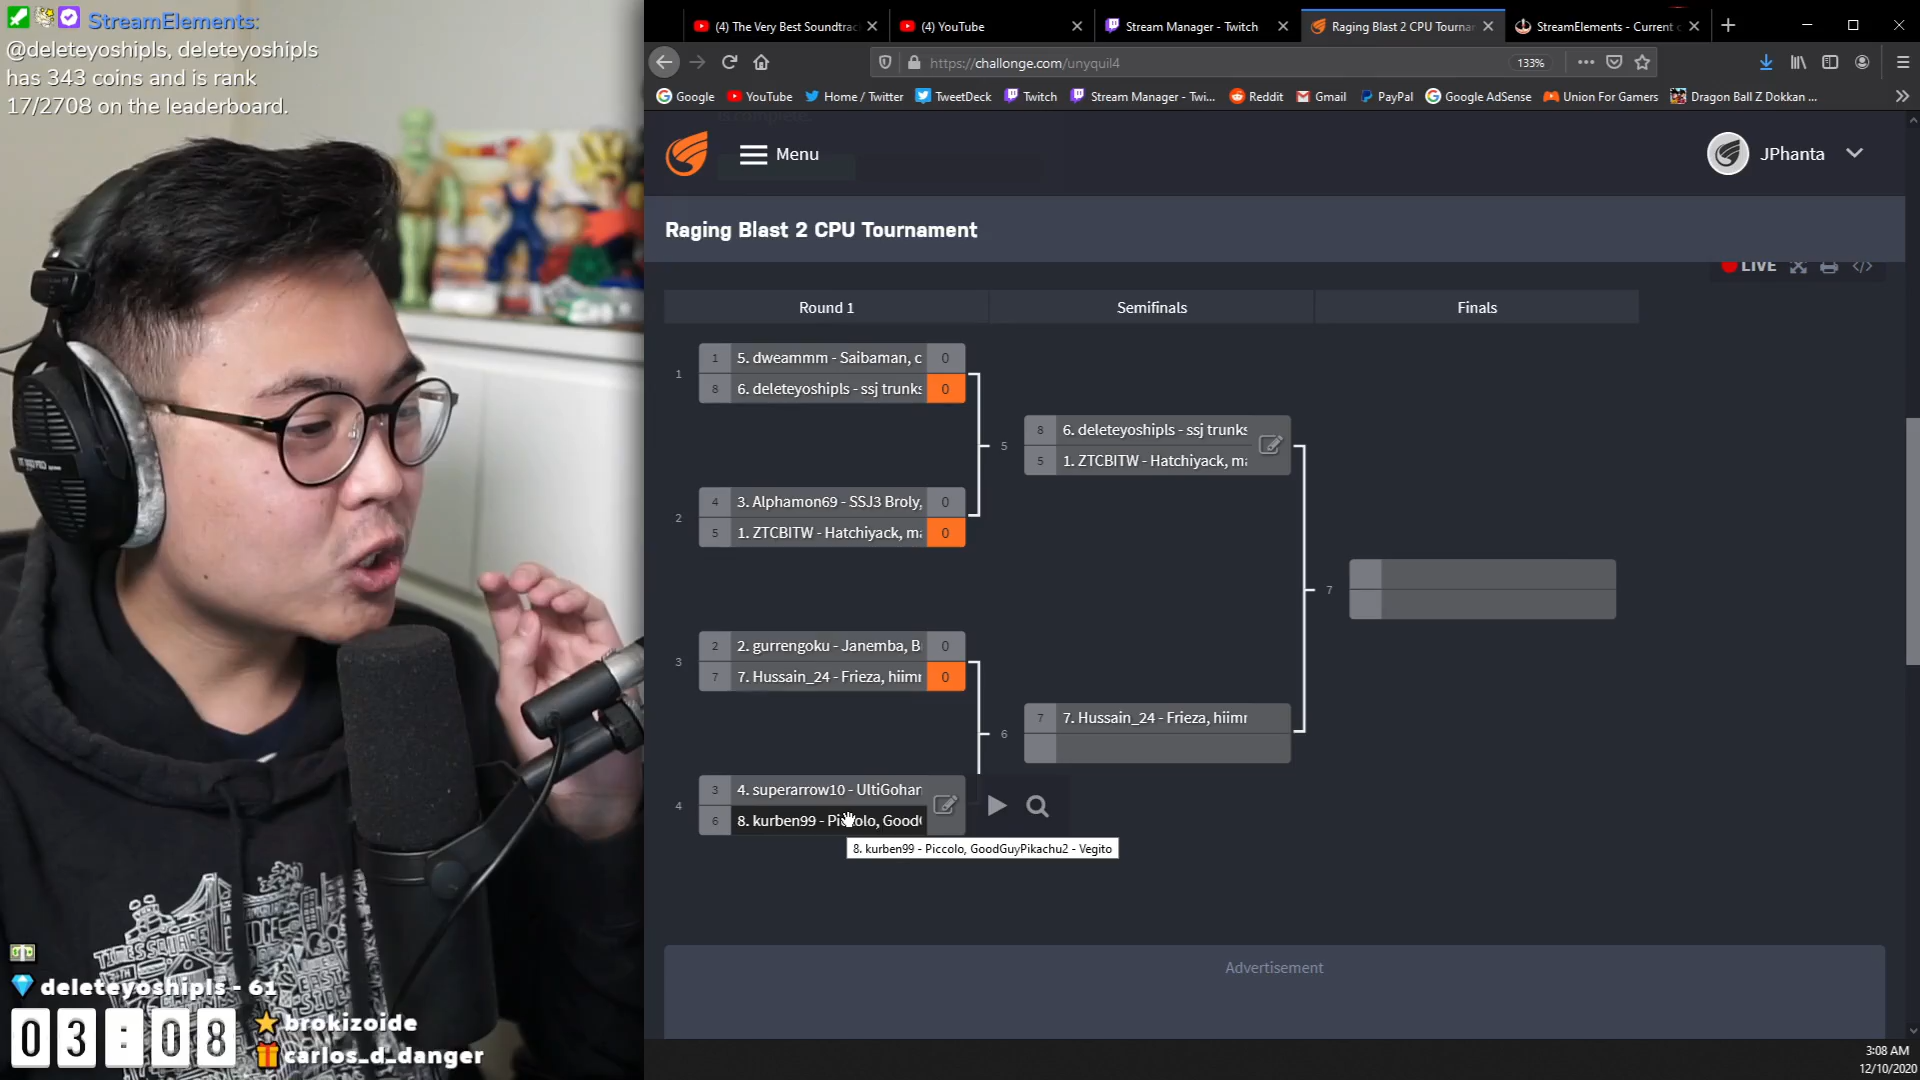 StreamElements:
@deleteyoshipls, deleteyoshipls
has 343 coins and is rank
17/2708 on the leaderboard.
(4) The Very Best Soundtrac
(4) YouTube
Stream Manager - Twitch
Raging Blast 2 CPU Tourna
StreamElements - Current c
https://challonge.com/unyquil4
133%
Google
YouTube
Home / Twitter
TweetDeck
Twitch
Stream Manager - Twi...
Reddit
Gmail
PayPal
Google AdSense
Union For Gamers
Dragon Ball Z Dokkan ...
Menu
JPhanta
Raging Blast 2 CPU Tournament
LIVE
Round 1
Semifinals
Finals
1
1 5. dweammm - Saibaman, c 0
8 6. deleteyoshipls - ssj trunks 0
2
4 3. Alphamon69 - SSJ3 Broly, 0
5 1. ZTCBITW - Hatchiyack, ma 0
3
2 2. gurrengoku - Janemba, B 0
7 7. Hussain_24 - Frieza, hiimr 0
4
3 4. superarrow10 - UltiGohan
6 8. kurben99 - Piccolo, GoodG
8. kurben99 - Piccolo, GoodGuyPikachu2 - Vegito
5
8 6. deleteyoshipls - ssj trunks
5 1. ZTCBITW - Hatchiyack, ma
6
7 7. Hussain_24 - Frieza, hiimr
7
Advertisement
deleteyoshipls - 61
03:08
brokizoide
carlos_d_danger
TIMES SQUARE
3:08 AM
12/10/2020